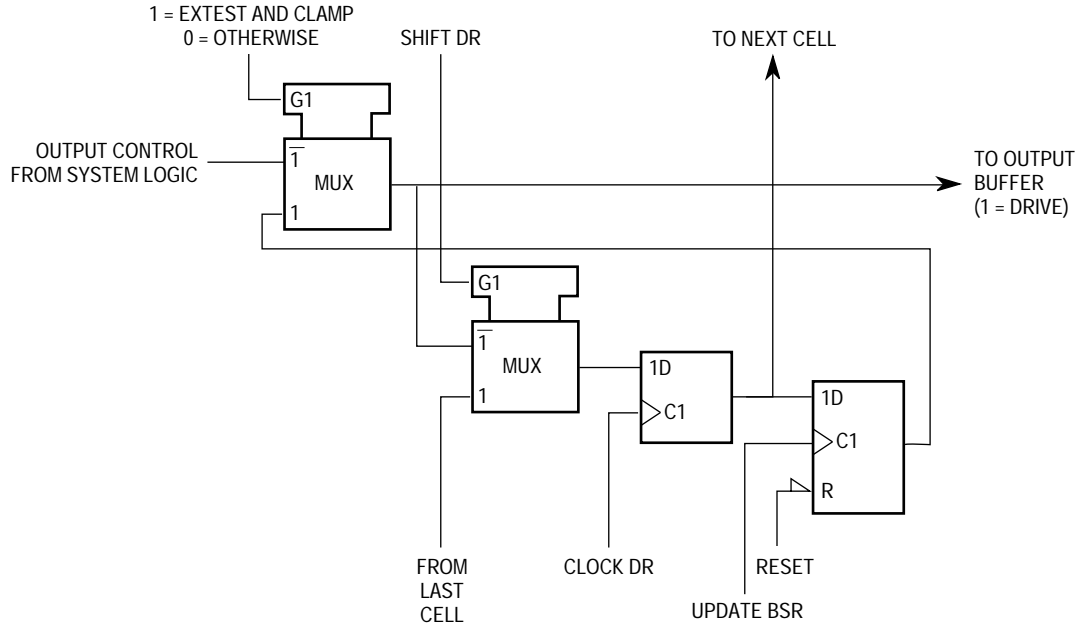 1 = EXTEST AND CLAMP
0 = OTHERWISE
SHIFT DR
TO NEXT CELL
G1
OUTPUT CONTROL
FROM SYSTEM LOGIC
1
MUX
1
TO OUTPUT
BUFFER
(1 = DRIVE)
G1
1
MUX
1
1D
C1
1D
C1
R
FROM
LAST
CELL
CLOCK DR
RESET
UPDATE BSR